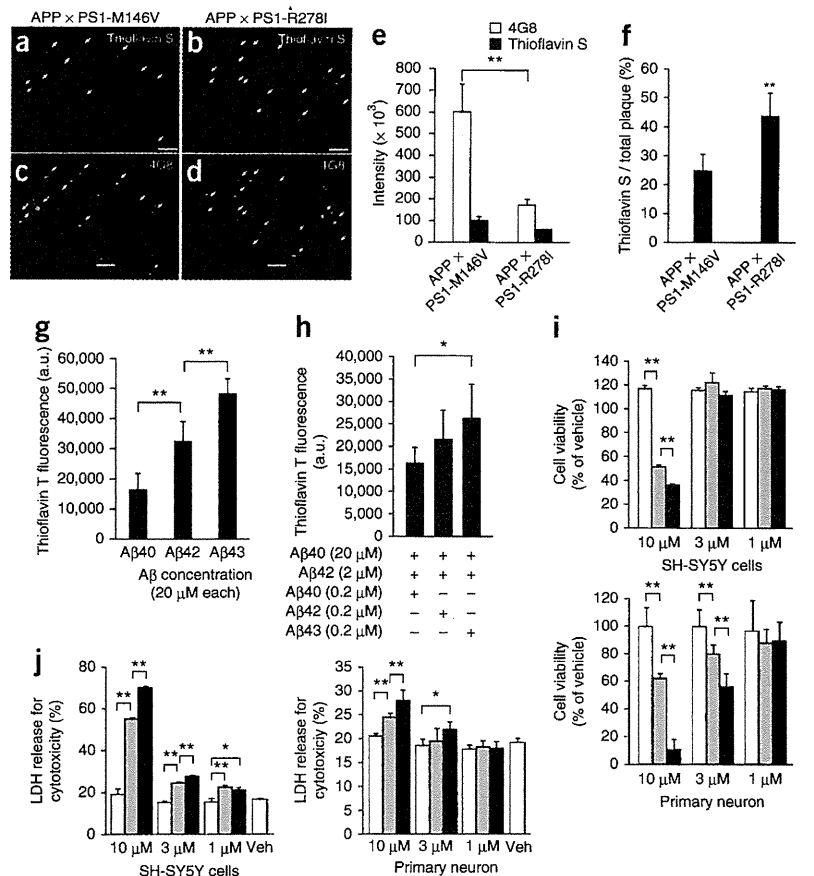 APP × PS1-M146V
APP × PS1-R278I
a
Thioflavin S
b
Thioflavin S
c
4G8
d
4G8
e
4G8
Thioflavin S
**
Intensity (× 10³)
800
700
600
500
400
300
200
100
0
APP ×
PS1-M146V
APP ×
PS1-R278I
f
Thioflavin S / total plaque (%)
60
50
40
30
20
10
0
**
APP ×
PS1-M146V
APP ×
PS1-R278I
g
Thioflavin T fluorescence (a.u.)
60,000
50,000
40,000
30,000
20,000
10,000
0
**
**
Aβ40 Aβ42 Aβ43
Aβ concentration
(20 µM each)
h
Thioflavin T fluorescence
(a.u.)
40,000
35,000
30,000
25,000
20,000
15,000
10,000
5,000
0
*
Aβ40 (20 µM) + + +
Aβ42 (2 µM) + + +
Aβ40 (0.2 µM) + – –
Aβ42 (0.2 µM) – + –
Aβ43 (0.2 µM) – – +
i
Cell viability
(% of vehicle)
140
120
100
80
60
40
20
0
**
**
10 µM 3 µM 1 µM
SH-SY5Y cells
Cell viability
(% of vehicle)
120
100
80
60
40
20
0
**
**
**
**
10 µM 3 µM 1 µM
Primary neuron
j
LDH release for
cytotoxicity (%)
80
60
40
20
0
**
**
**
**
*
**
10 µM 3 µM 1 µM Veh
SH-SY5Y cells
LDH release for
cytotoxicity (%)
35
30
25
20
15
10
5
0
**
**
*
10 µM 3 µM 1 µM Veh
Primary neuron